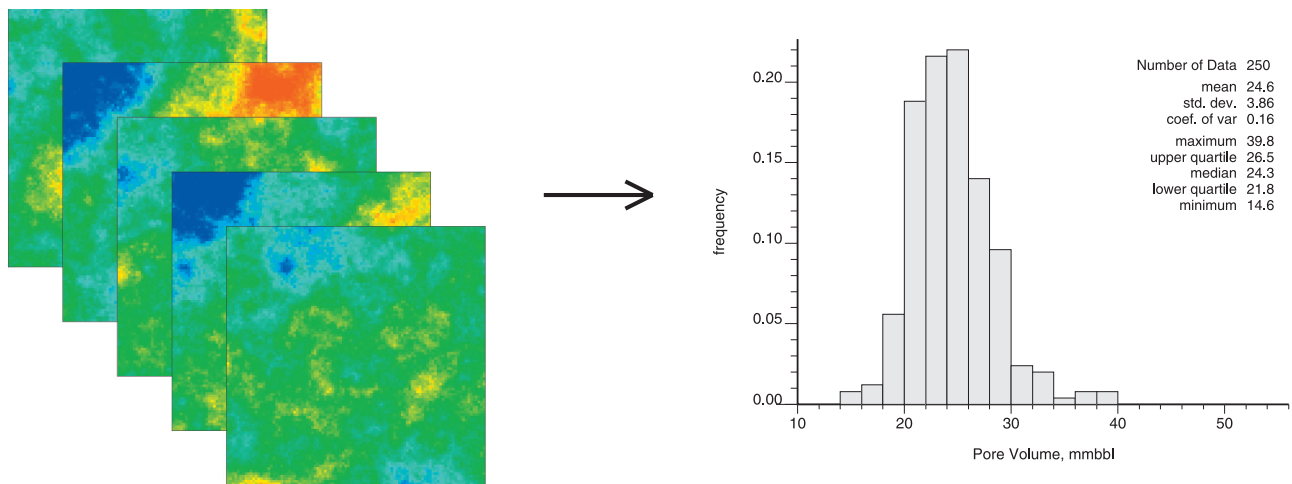 Number of Data 250
mean 24.6
std. dev. 3.86
coef. of var 0.16
maximum 39.8
upper quartile 26.5
median 24.3
lower quartile 21.8
minimum 14.6
frequency
0.20
0.15
0.10
0.05
0.00
10 20 30 40 50
Pore Volume, mmbbl